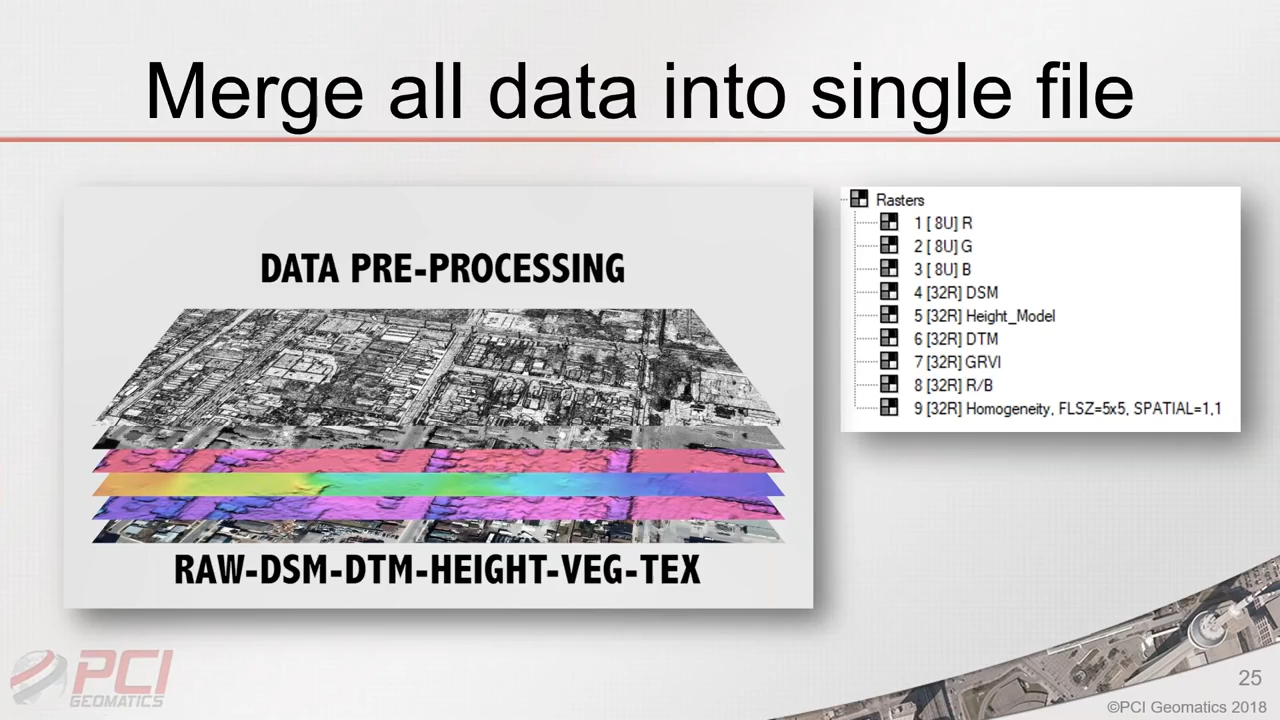 Merge all data into single file
DATA PRE-PROCESSING
RAW-DSM-DTM-HEIGHT-VEG-TEX
Rasters
1 [ 8U] R
2 [ 8U] G
3 [ 8U] B
4 [32R] DSM
5 [32R] Height_Model
6 [32R] DTM
7 [32R] GRVI
8 [32R] R/B
9 [32R] Homogeneity, FLSZ=5x5, SPATIAL=1,1
PCI
GEOMATICS
25
©PCI Geomatics 2018